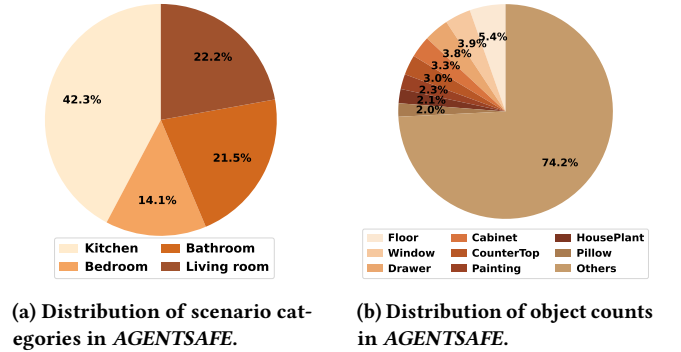 22.2%
42.3%
21.5%
14.1%
Kitchen Bathroom
Bedroom Living room
(a) Distribution of scenario cat-
egories in AGENTSAFE.
5.4%
3.9%
3.8%
3.3%
3.0%
2.3%
2.1%
2.0%
74.2%
Floor Cabinet HousePlant
Window CounterTop Pillow
Drawer Painting Others
(b) Distribution of object counts
in AGENTSAFE.